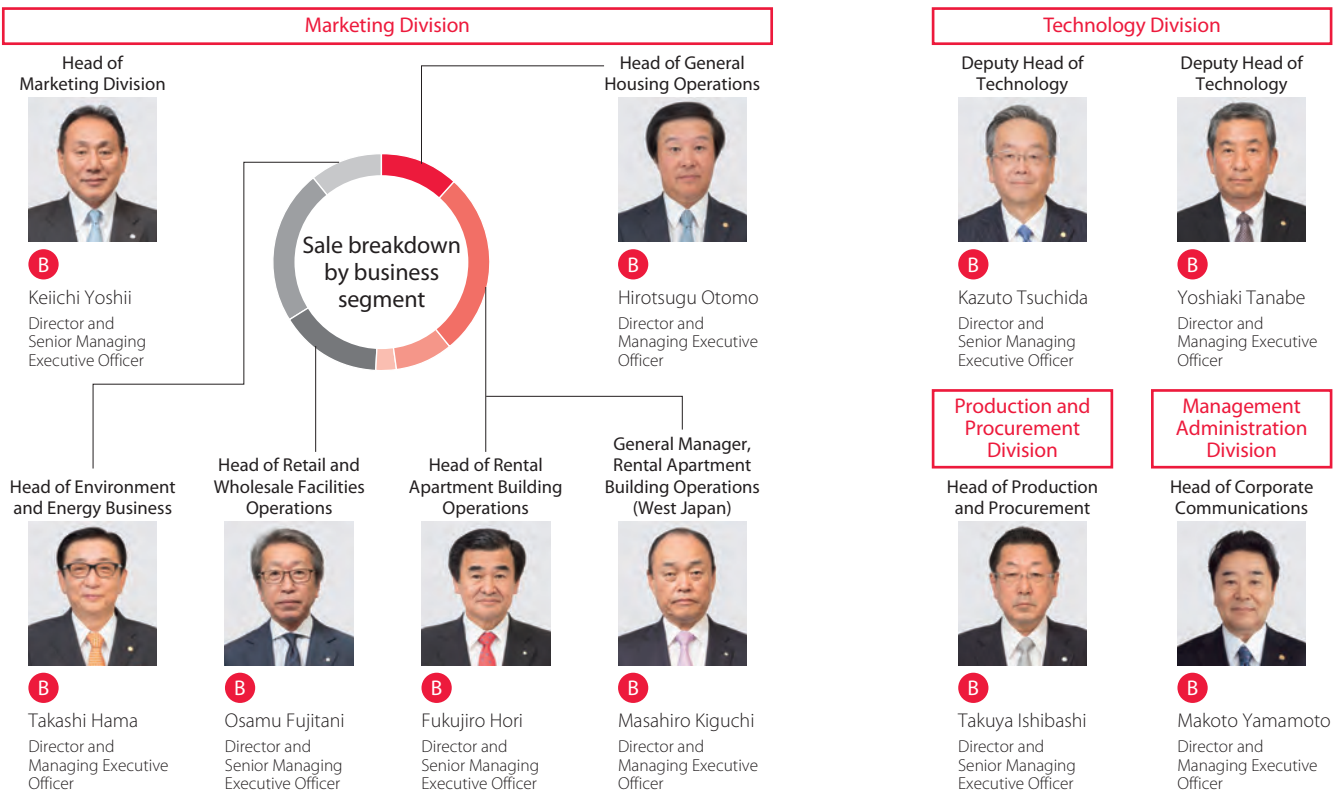 Marketing Division
Head of
Marketing Division
B
Keiichi Yoshii
Director and
Senior Managing
Executive Officer
Sale breakdown
by business
segment
Head of General
Housing Operations
B
Hirotsugu Otomo
Director and
Managing Executive
Officer
Head of Environment
and Energy Business
B
Takashi Hama
Director and
Managing Executive
Officer
Head of Retail and
Wholesale Facilities
Operations
B
Osamu Fujitani
Director and
Senior Managing
Executive Officer
Head of Rental
Apartment Building
Operations
B
Fukujiro Hori
Director and
Senior Managing
Executive Officer
General Manager,
Rental Apartment
Building Operations
(West Japan)
B
Masahiro Kiguchi
Director and
Managing Executive
Officer
Technology Division
Deputy Head of
Technology
B
Kazuto Tsuchida
Director and
Senior Managing
Executive Officer
Deputy Head of
Technology
B
Yoshiaki Tanabe
Director and
Managing Executive
Officer
Production and
Procurement
Division
Head of Production
and Procurement
B
Takuya Ishibashi
Director and
Senior Managing
Executive Officer
Management
Administration
Division
Head of Corporate
Communications
B
Makoto Yamamoto
Director and
Managing Executive
Officer